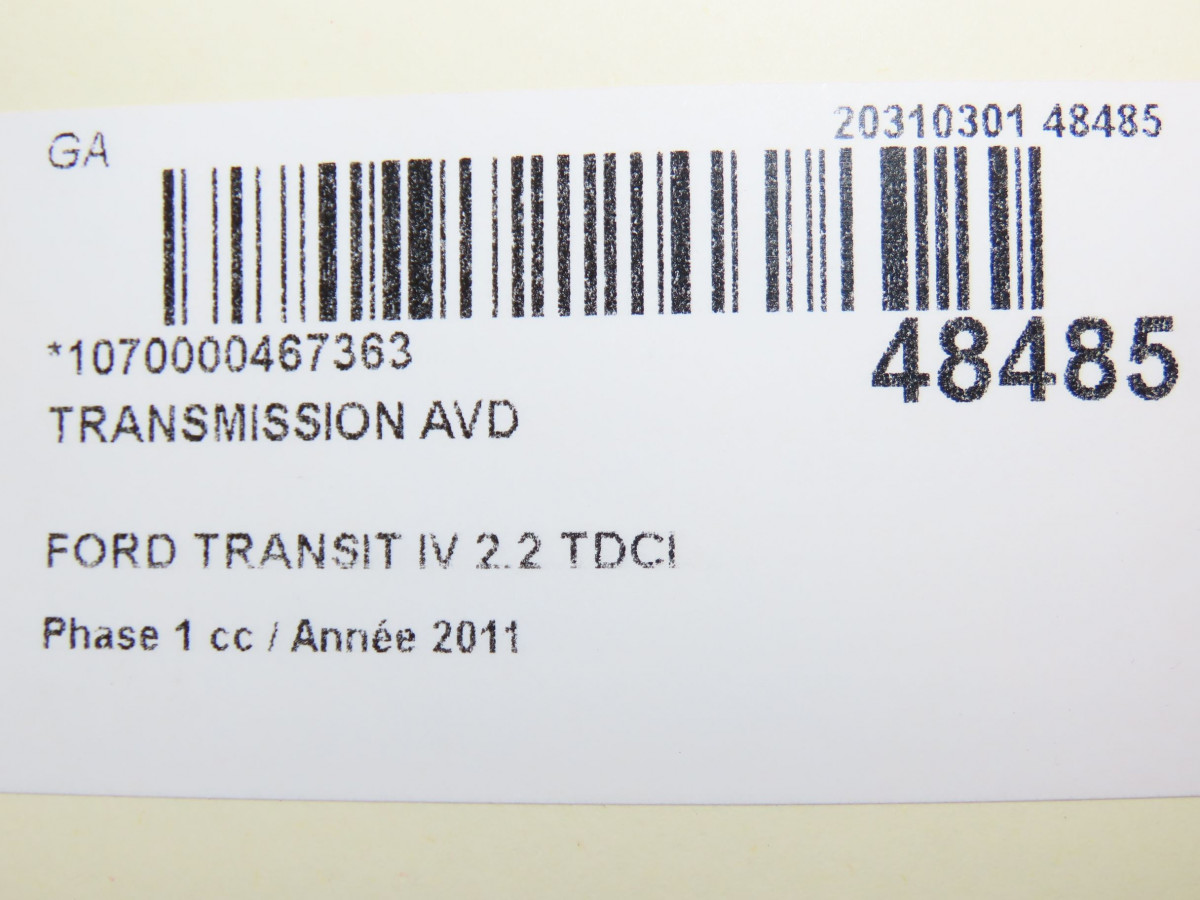 GA
20310301 48485
*1070000467363
48485
TRANSMISSION AVD
FORD TRANSIT IV 2.2 TDCI
Phase 1 cc / Année 2011